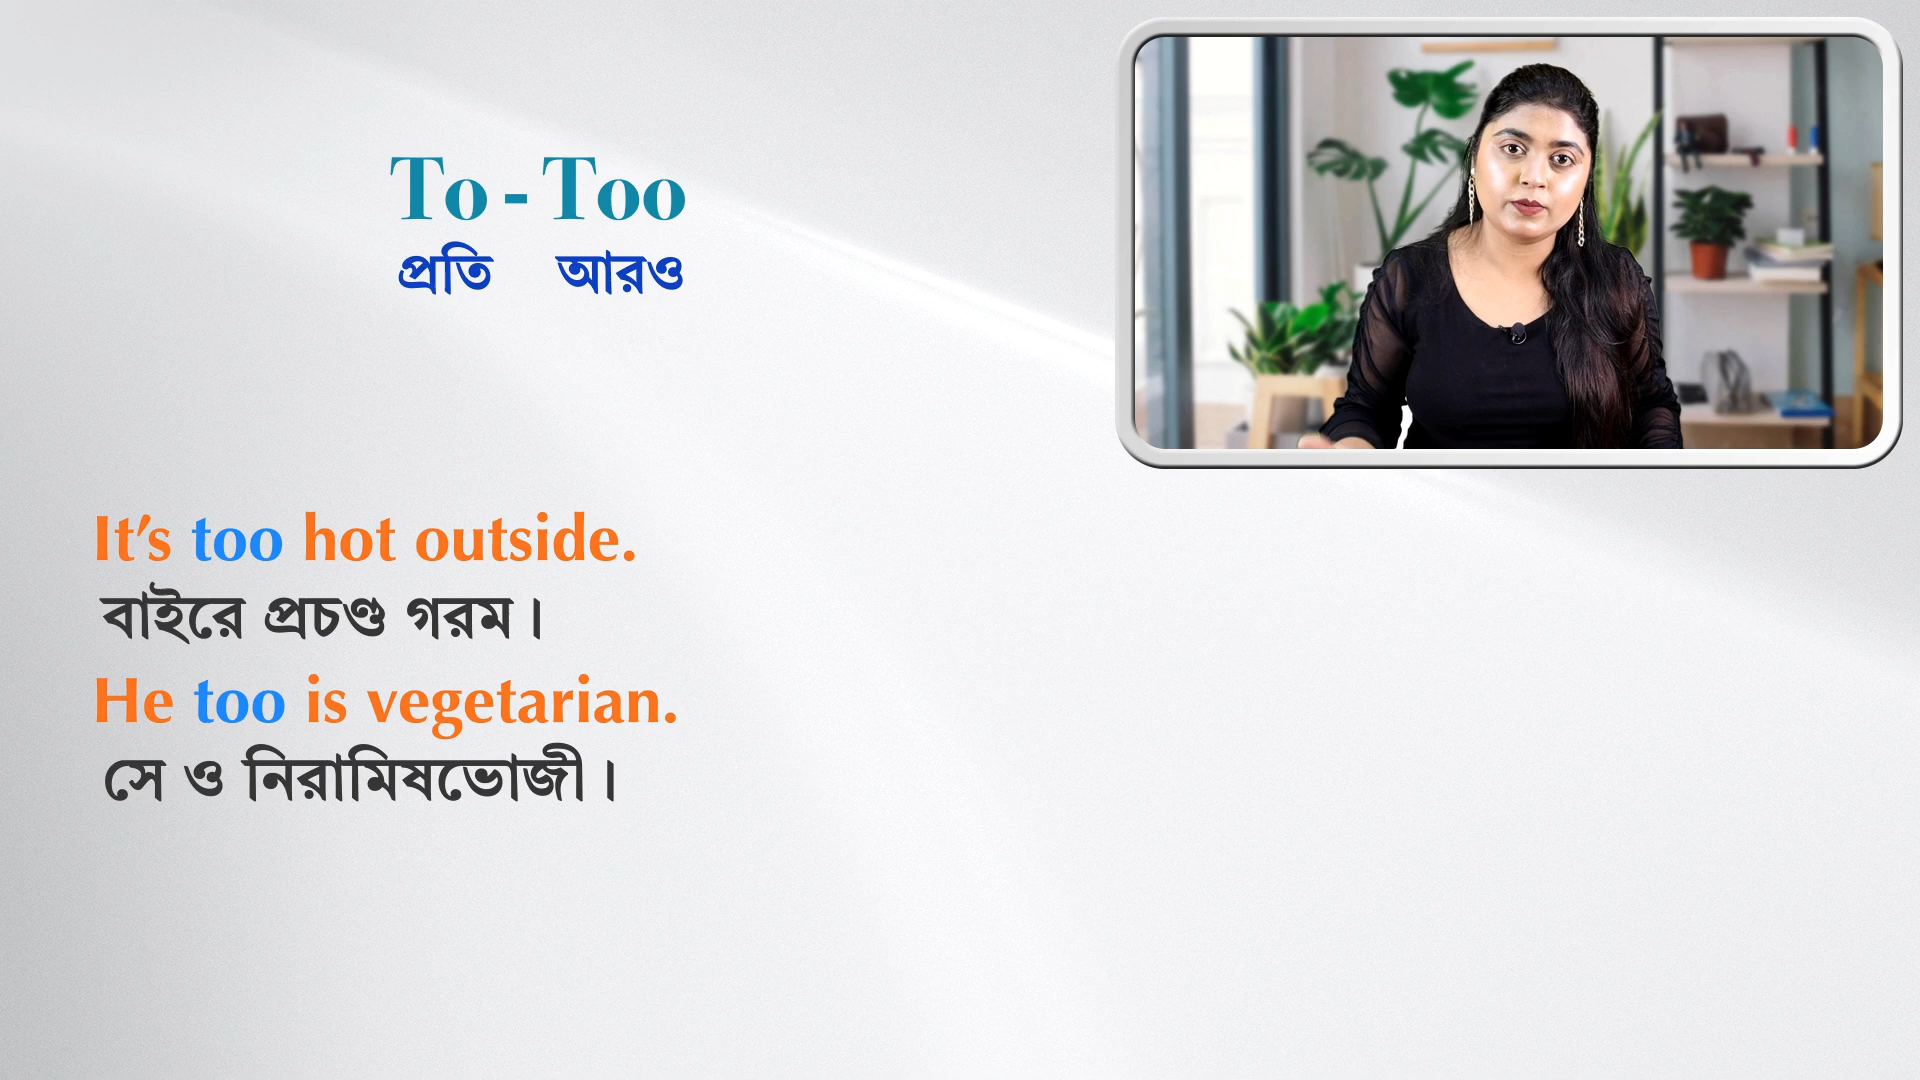 To - Too
প্রতি আরও
It's too hot outside.
বাইরে প্রচণ্ড গরম।
He too is vegetarian.
সে ও নিরামিষভোজী।